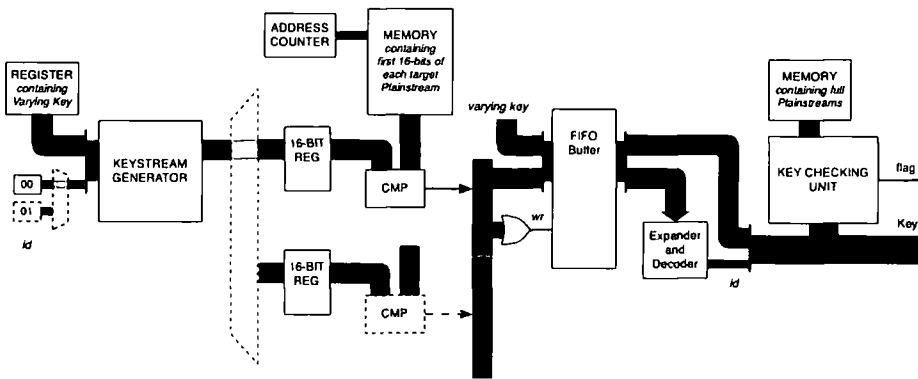 ADDRESS
COUNTER
MEMORY
containing
first 16-bits of
each target
Plainstream
REGISTER
containing
Varying Key
KEYSTREAM
GENERATOR
00
01
id
16-BIT
REG
CMP
16-BIT
REG
CMP
varying key
FIFO
Buffer
wr
Expander
and
Decoder
id
MEMORY
containing full
Plainstreams
KEY CHECKING
UNIT
flag
Key